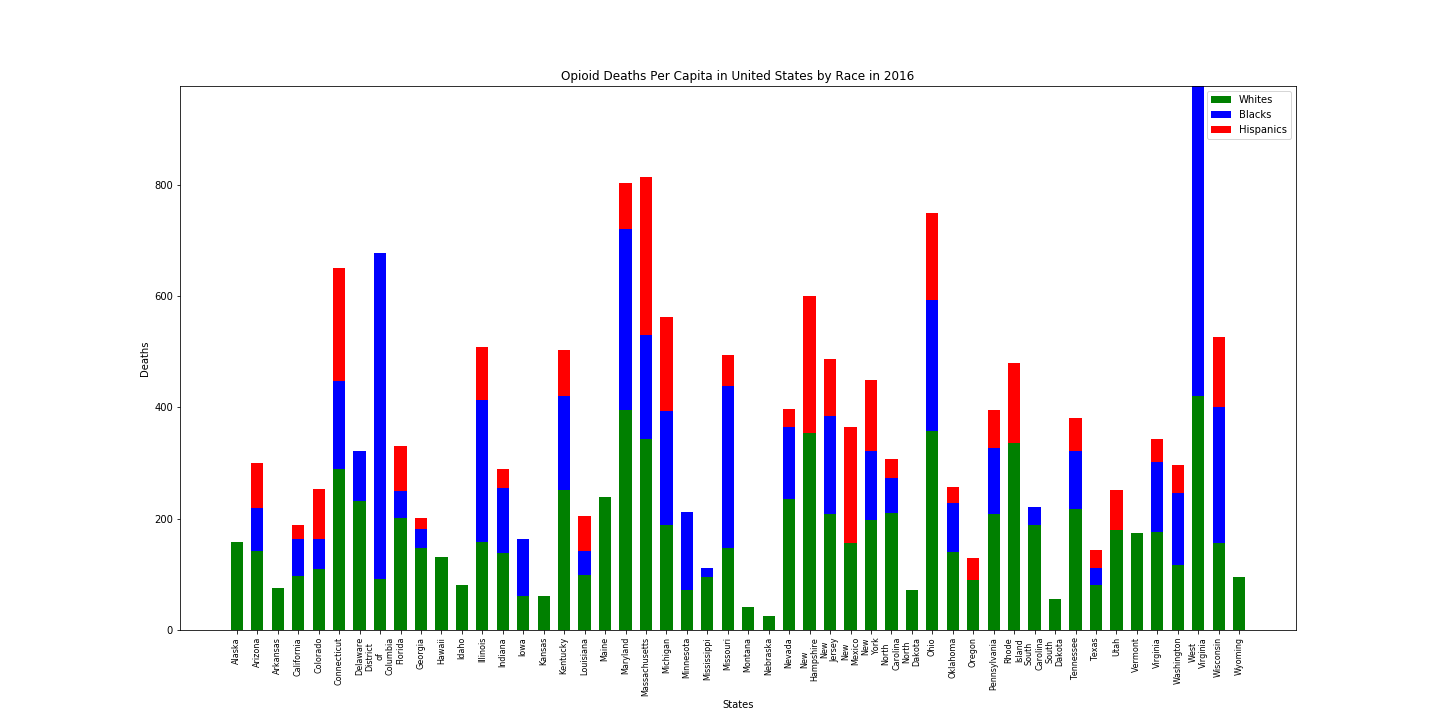 Opioid Deaths Per Capita in United States by Race in 2016
Whites
Blacks
Hispanics
Deaths
800
600
400
200
0
Alaska
Arizona
Arkansas
California
Colorado
Connecticut
Delaware
District
of
Columbia
Florida
Georgia
Hawaii
Idaho
Illinois
Indiana
Iowa
Kansas
Kentucky
Louisiana
Maine
Maryland
Massachusetts
Michigan
Minnesota
Mississippi
Missouri
Montana
Nebraska
Nevada
New
Hampshire
New
Jersey
New
Mexico
New
York
North
Carolina
North
Dakota
Ohio
Oklahoma
Oregon
Pennsylvania
Rhode
Island
South
Carolina
South
Dakota
Tennessee
Texas
Utah
Vermont
Virginia
Washington
West
Virginia
Wisconsin
Wyoming
States